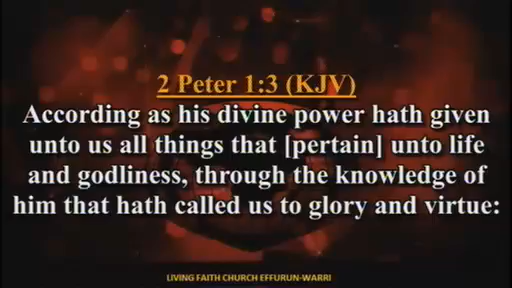 2 Peter 1:3 (KJV)
According as his divine power hath given
unto us all things that [pertain] unto life
and godliness, through the knowledge of
him that hath called us to glory and virtue:
LIVING FAITH CHURCH EFFURUN-WARRI